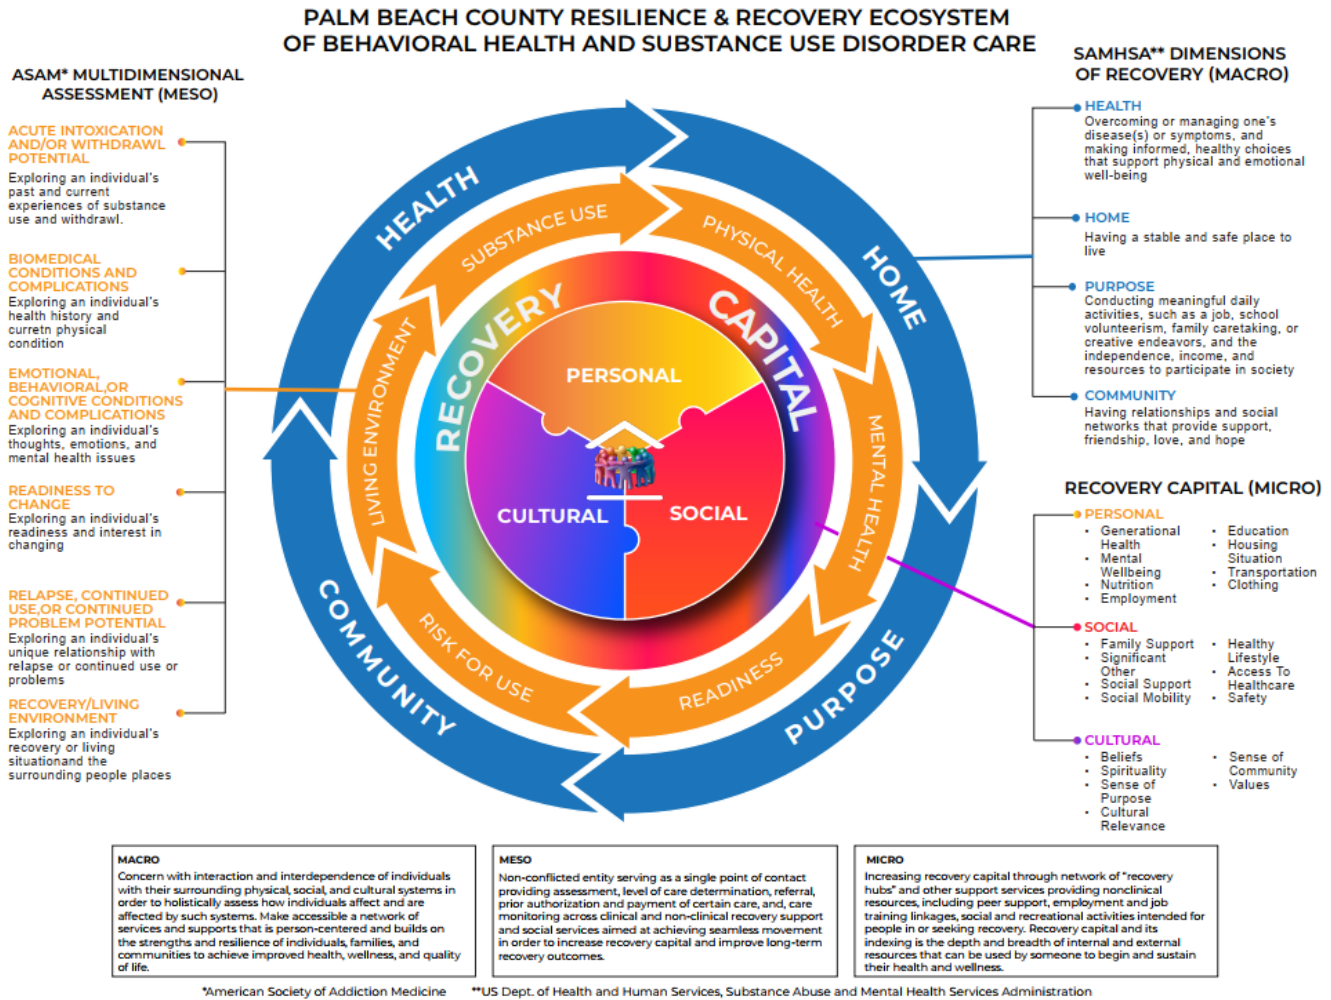 PALM BEACH COUNTY RESILIENCE & RECOVERY ECOSYSTEM
OF BEHAVIORAL HEALTH AND SUBSTANCE USE DISORDER CARE
ASAM* MULTIDIMENSIONAL
ASSESSMENT (MESO)
ACUTE INTOXICATION
AND/OR WITHDRAWL
POTENTIAL
Exploring an individual's
past and current
experiences of substance
use and withdrawl.
BIOMEDICAL
CONDITIONS AND
COMPLICATIONS
Exploring an individual's
health history and
curretn physical
condition
EMOTIONAL,
BEHAVIORAL,OR
COGNITIVE CONDITIONS
AND COMPLICATIONS
Exploring an individual's
thoughts, emotions, and
mental health issues
READINESS TO
CHANGE
Exploring an individual's
readiness and interest in
changing
RELAPSE, CONTINUED
USE,OR CONTINUED
PROBLEM POTENTIAL
Exploring an individual's
unique relationship with
relapse or continued use or
problems
RECOVERY/LIVING
ENVIRONMENT
Exploring an individual's
recovery or living
situationand the
surrounding people places
HEALTH
HOME
PURPOSE
COMMUNITY
SUBSTANCE USE
PHYSICAL HEALTH
MENTAL HEALTH
READINESS
RISK FOR USE
LIVING ENVIRONMENT
RECOVERY
CAPITAL
PERSONAL
CULTURAL
SOCIAL
SAMHSA** DIMENSIONS
OF RECOVERY (MACRO)
HEALTH
Overcoming or managing one's
disease(s) or symptoms, and
making informed, healthy choices
that support physical and emotional
well-being
HOME
Having a stable and safe place to
live
PURPOSE
Conducting meaningful daily
activities, such as a job, school
volunteerism, family caretaking, or
creative endeavors, and the
independence, income, and
resources to participate in society
COMMUNITY
Having relationships and social
networks that provide support,
friendship, love, and hope
RECOVERY CAPITAL (MICRO)
PERSONAL
• Generational
Health
• Mental
Wellbeing
• Nutrition
• Employment
• Education
• Housing
Situation
• Transportation
• Clothing
SOCIAL
• Family Support
• Significant
Other
• Social Support
• Social Mobility
• Healthy
Lifestyle
• Access To
Healthcare
• Safety
CULTURAL
• Beliefs
• Spirituality
• Sense of
Purpose
• Cultural
Relevance
• Sense of
Community
• Values
MACRO
Concern with interaction and interdependence of individuals
with their surrounding physical, social, and cultural systems in
order to holistically assess how individuals affect and are
affected by such systems. Make accessible a network of
services and supports that is person-centered and builds on
the strengths and resilience of individuals, families, and
communities to achieve improved health, wellness, and quality
of life.
MESO
Non-conflicted entity serving as a single point of contact
providing assessment, level of care determination, referral,
prior authorization and payment of certain care, and, care
monitoring across clinical and non-clinical recovery support
and social services aimed at achieving seamless movement
in order to increase recovery capital and improve long-term
recovery outcomes.
MICRO
Increasing recovery capital through network of "recovery
hubs" and other support services providing nonclinical
resources, including peer support, employment and job
training linkages, social and recreational activities intended for
people in or seeking recovery. Recovery capital and its
indexing is the depth and breadth of internal and external
resources that can be used by someone to begin and sustain
their health and wellness.
*American Society of Addiction Medicine **US Dept. of Health and Human Services, Substance Abuse and Mental Health Services Administration